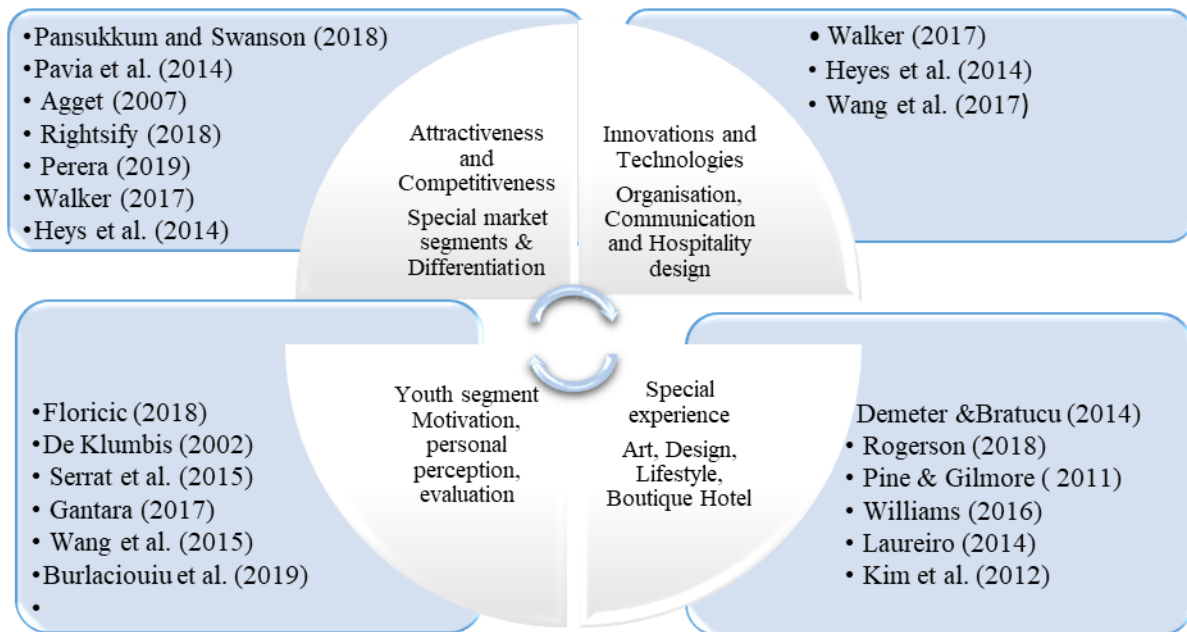 •Pansukkum and Swanson (2018)
•Pavia et al. (2014)
• Agget (2007)
• Rightsify (2018)
• Perera (2019)
• Walker (2017)
• Heys et al. (2014)
Attractiveness
and
Competitiveness
Special market
segments &
Differentiation
Innovations and
Technologies
Organisation,
Communication
and Hospitality
design
• Walker (2017)
• Heyes et al. (2014)
• Wang et al. (2017)
•Floricic (2018)
•De Klumbis (2002)
• Serrat et al. (2015)
• Gantara (2017)
• Wang et al. (2015)
•Burlaciouiu et al. (2019)
•
Youth segment
Motivation,
personal
perception,
evaluation
Special
experience
Art, Design,
Lifestyle,
Boutique Hotel
Demeter &Bratucu (2014)
• Rogerson (2018)
• Pine & Gilmore ( 2011)
• Williams (2016)
• Laureiro (2014)
• Kim et al. (2012)